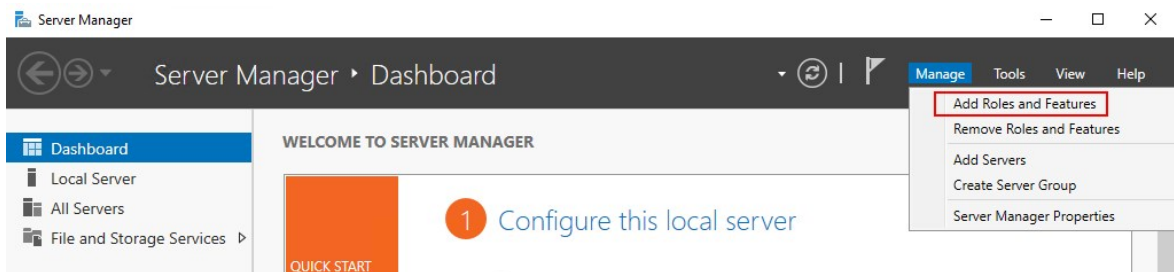 Server Manager
Server Manager • Dashboard
Manage Tools View Help
Add Roles and Features
Remove Roles and Features
Add Servers
Create Server Group
Server Manager Properties
Dashboard
Local Server
All Servers
File and Storage Services
WELCOME TO SERVER MANAGER
1 Configure this local server
QUICK START